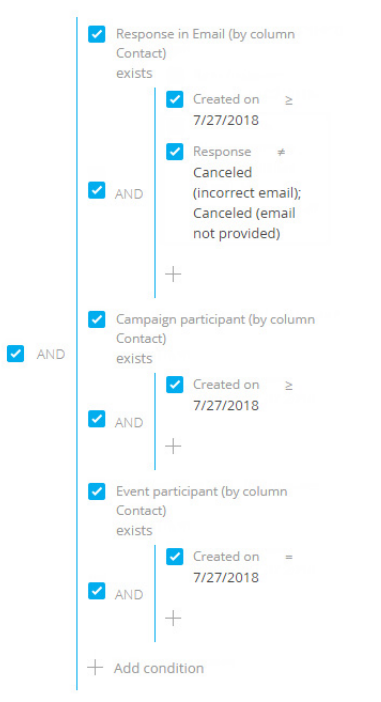 Response in Email (by column
Contact)
exists
Created on ≥
7/27/2018
Response ≠
Canceled
(incorrect email);
Canceled (email
not provided)
AND
+
Campaign participant (by column
Contact)
exists
AND
Created on ≥
7/27/2018
AND
+
Event participant (by column
Contact)
exists
Created on =
7/27/2018
AND
+
+ Add condition